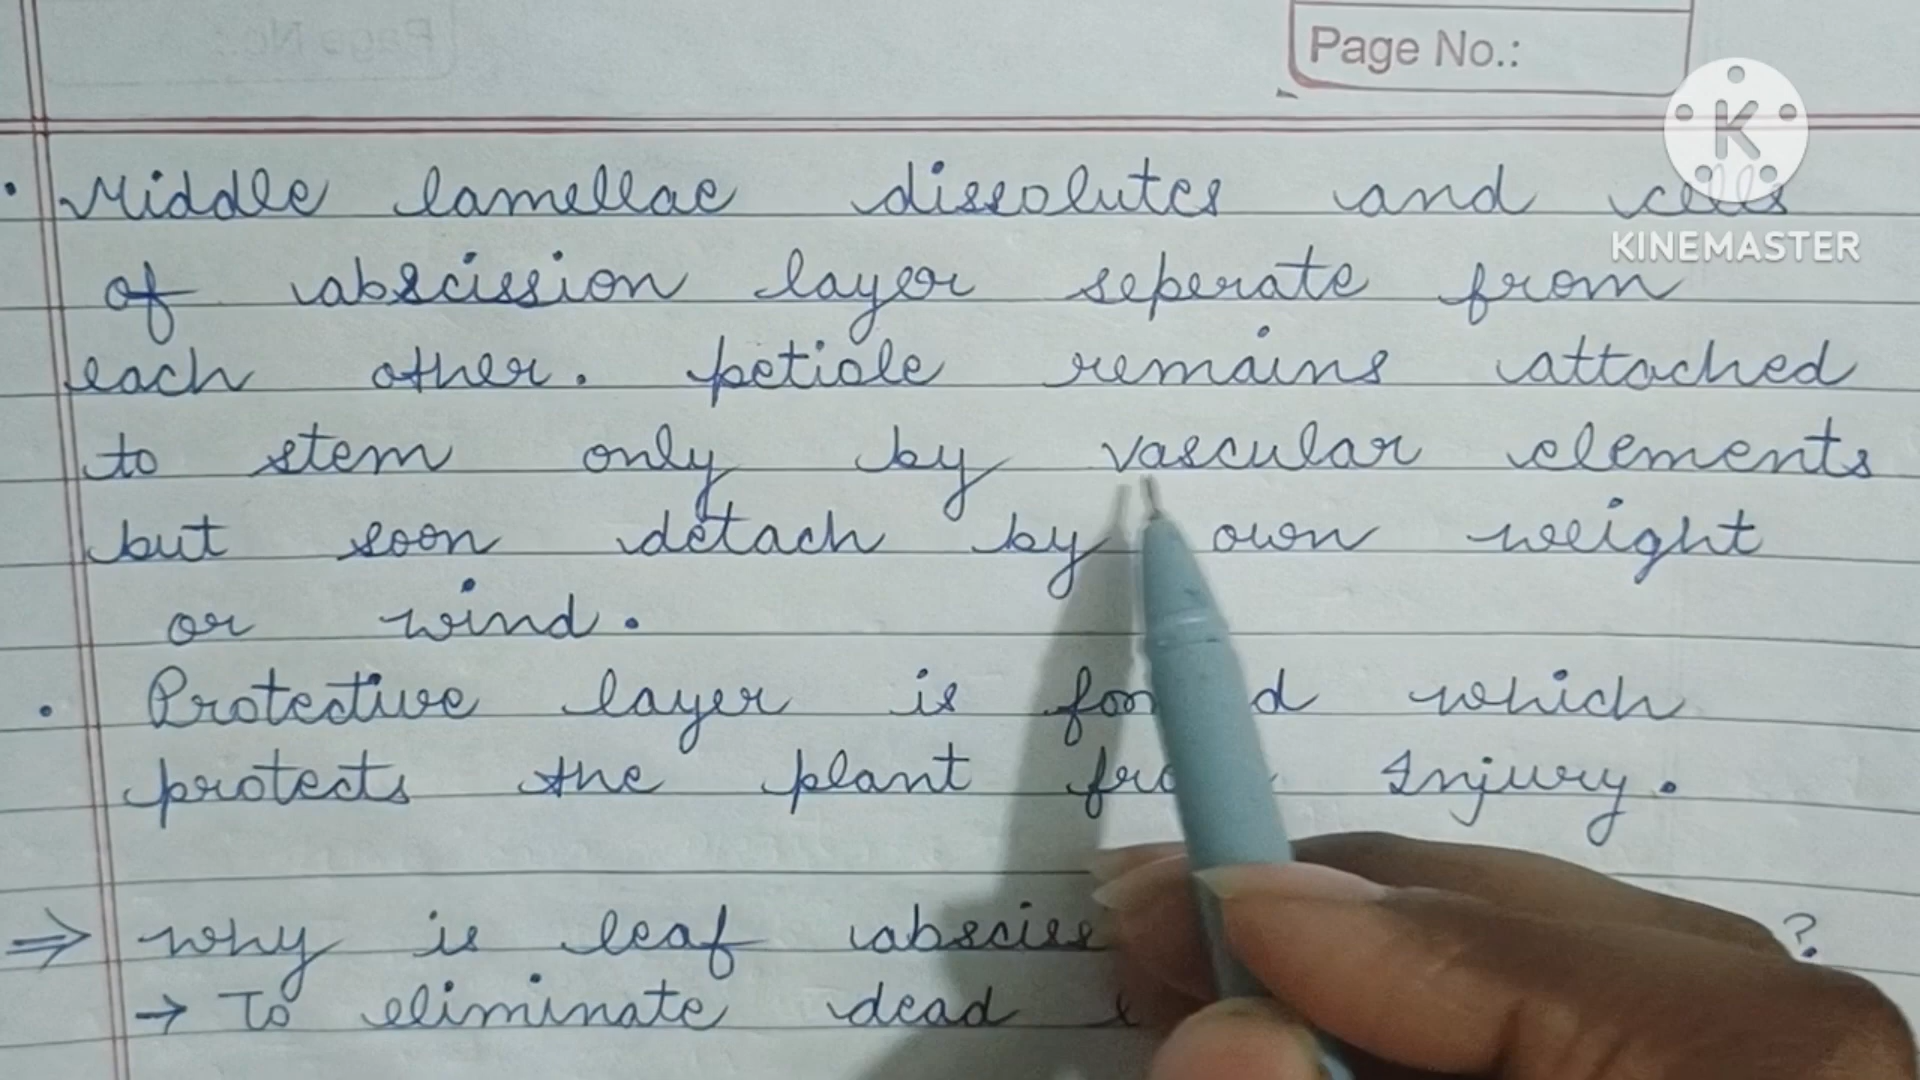 Page No.:
K
KINEMASTER
• Middle lamellae dissolutes and cells
of abscission layer seperate from
each other. petiole remains attached
to stem only by vascular elements
but soon detach by own weight
or wind.
• Protective layer is which
protects the plant Injury.
⇒ why is leaf ?
→ To eliminate dead